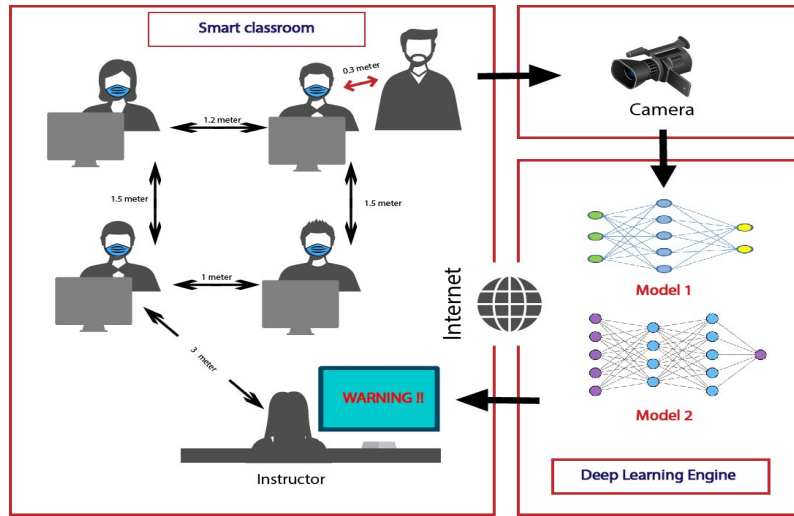 Smart classroom
0.3 meter
1.2 meter
Camera
1.5 meter
1.5 meter
1 meter
Internet
Model 1
3 meter
WARNING !!
Model 2
Instructor
Deep Learning Engine